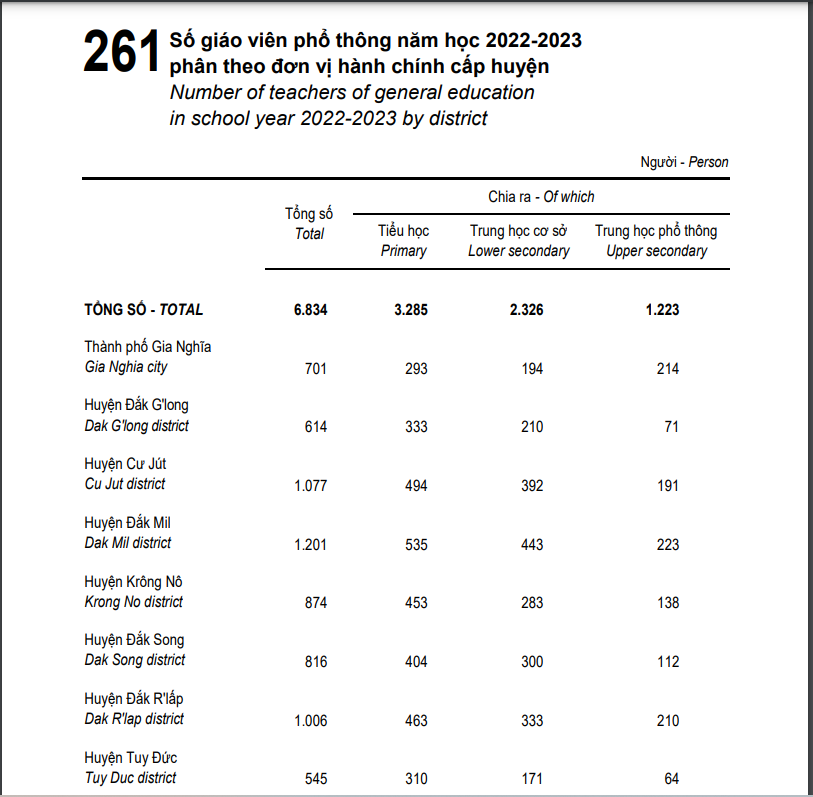 261 Số giáo viên phổ thông năm học 2022-2023
phân theo đơn vị hành chính cấp huyện
Number of teachers of general education
in school year 2022-2023 by district
Người - Person
Tổng số
Total
Chia ra - Of which
Tiểu học
Primary
Trung học cơ sở
Lower secondary
Trung học phổ thông
Upper secondary
TỔNG SỐ - TOTAL 6.834 3.285 2.326 1.223
Thành phố Gia Nghĩa
Gia Nghia city 701 293 194 214
Huyện Đắk G'long
Dak G'long district 614 333 210 71
Huyện Cư Jút
Cu Jut district 1.077 494 392 191
Huyện Đắk Mil
Dak Mil district 1.201 535 443 223
Huyện Krông Nô
Krong No district 874 453 283 138
Huyện Đắk Song
Dak Song district 816 404 300 112
Huyện Đắk R'lấp
Dak R'lap district 1.006 463 333 210
Huyện Tuy Đức
Tuy Duc district 545 310 171 64